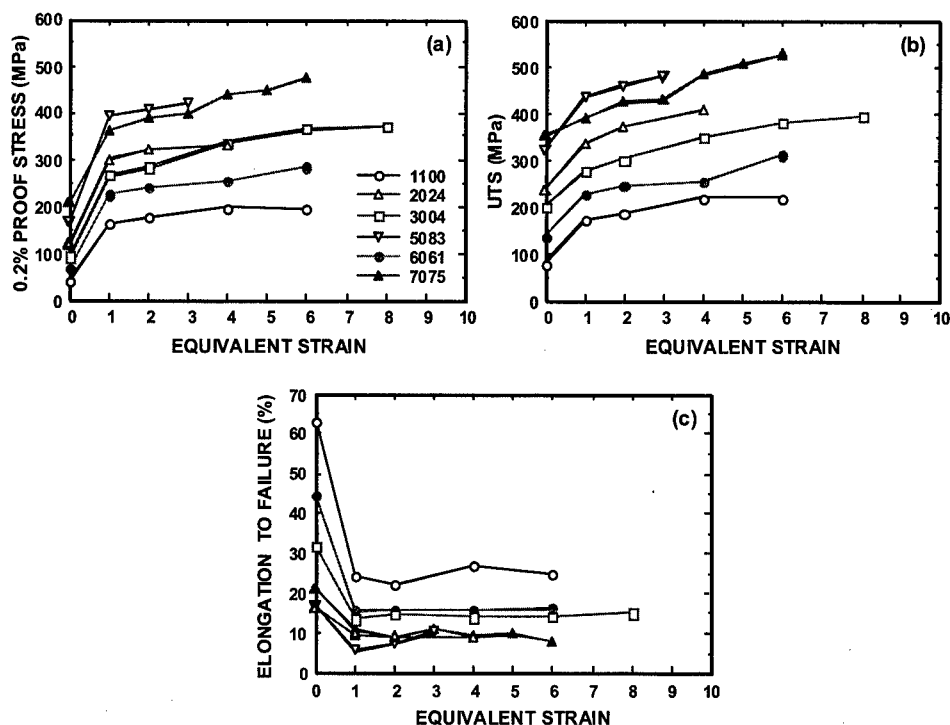 (a)
0.2% PROOF STRESS (MPa)
600
500
400
300
200
100
0
0 1 2 3 4 5 6 7 8 9 10
EQUIVALENT STRAIN
1100
2024
3004
5083
6061
7075
(b)
UTS (MPa)
600
500
400
300
200
100
0
0 1 2 3 4 5 6 7 8 9 10
EQUIVALENT STRAIN
(c)
ELONGATION TO FAILURE (%)
70
60
50
40
30
20
10
0
0 1 2 3 4 5 6 7 8 9 10
EQUIVALENT STRAIN